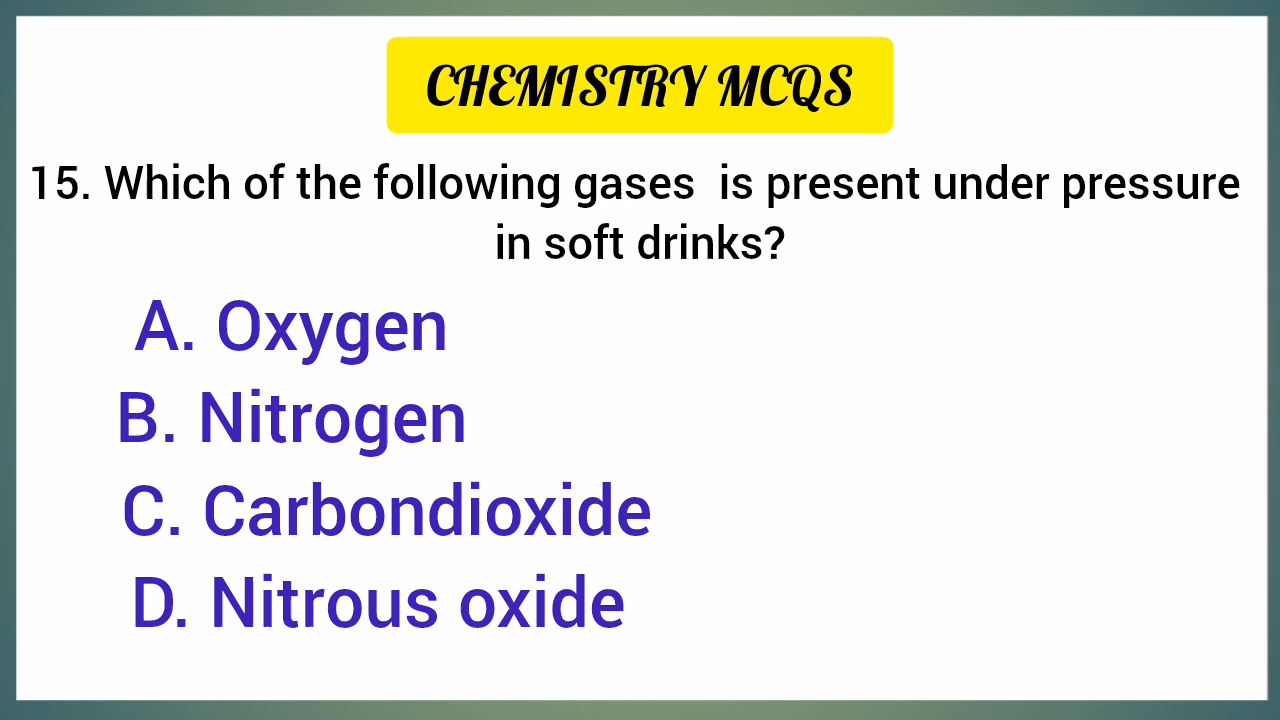 CHEMISTRY MCQS
15. Which of the following gases is present under pressure
in soft drinks?
A. Oxygen
B. Nitrogen
C. Carbondioxide
D. Nitrous oxide